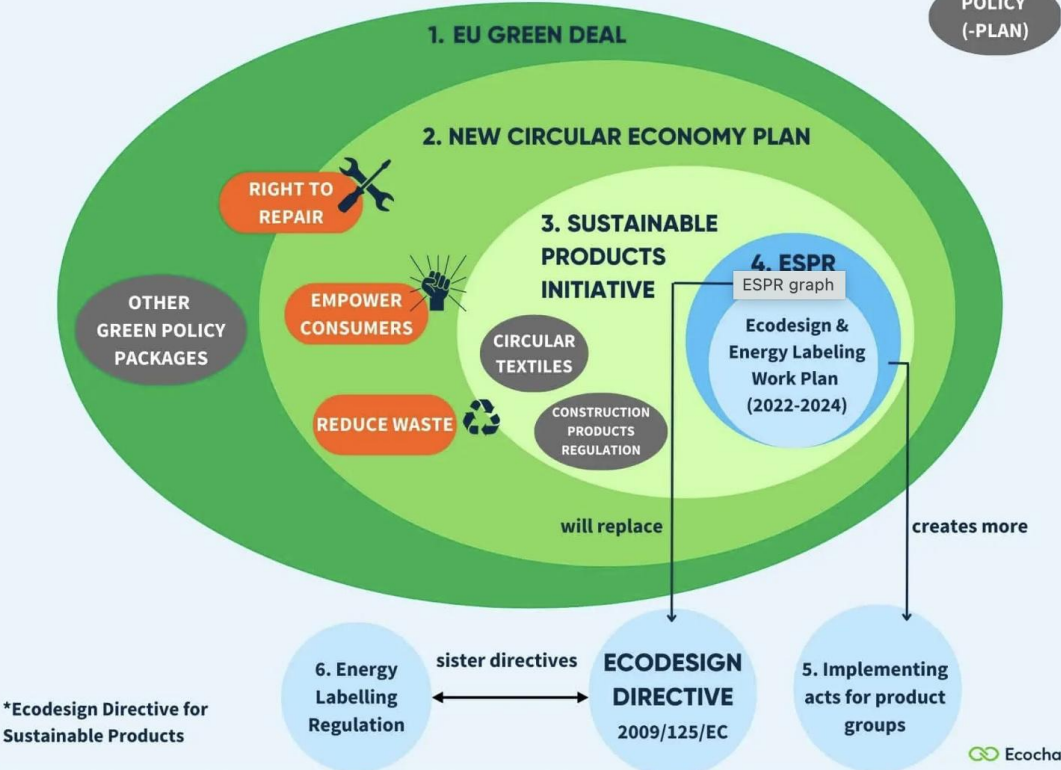 POLICY
(-PLAN)
1. EU GREEN DEAL
2. NEW CIRCULAR ECONOMY PLAN
RIGHT TO
REPAIR
3. SUSTAINABLE
PRODUCTS
INITIATIVE
4. ESPR
ESPR graph
EMPOWER
CONSUMERS
OTHER
GREEN POLICY
PACKAGES
CIRCULAR
TEXTILES
Ecodesign &
Energy Labeling
Work Plan
(2022-2024)
REDUCE WASTE
CONSTRUCTION
PRODUCTS
REGULATION
will replace
creates more
6. Energy
Labelling
Regulation
sister directives
ECODESIGN
DIRECTIVE
2009/125/EC
5. Implementing
acts for product
groups
*Ecodesign Directive for
Sustainable Products
Ecocha